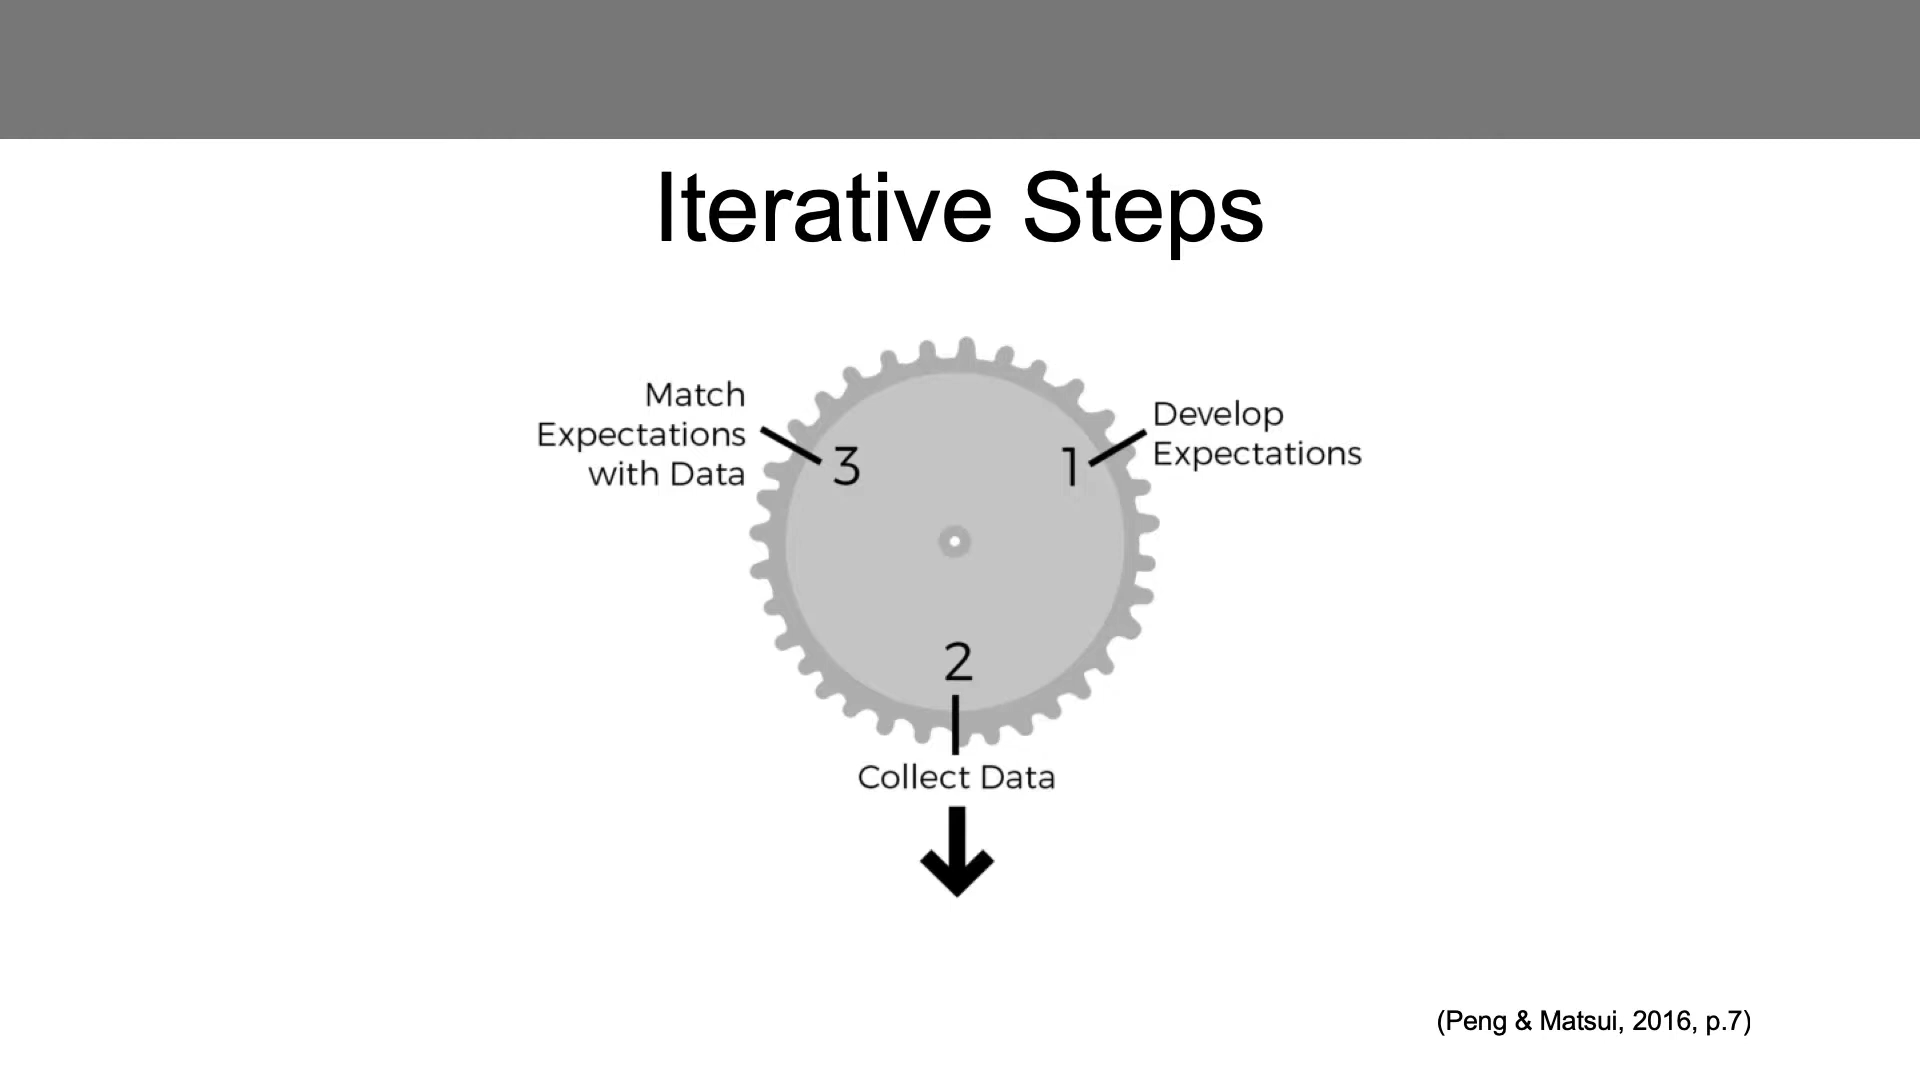 Iterative Steps
Match
Expectations
with Data
3
1
Develop
Expectations
2
Collect Data
(Peng & Matsui, 2016, p.7)